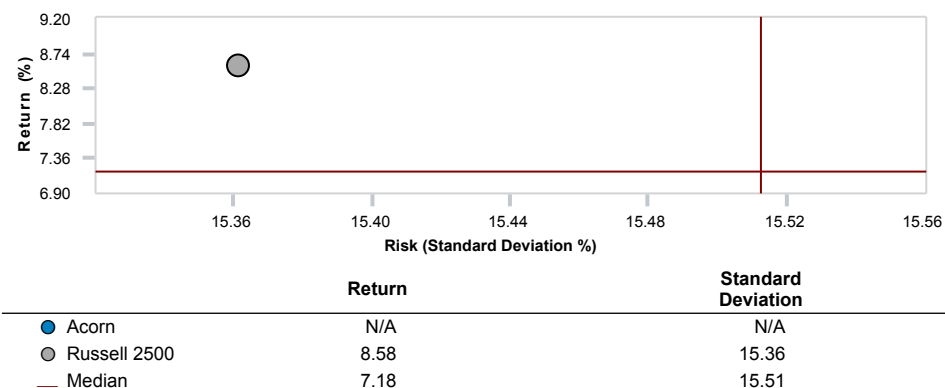 9.20
8.74
8.28
7.82
7.36
6.90
Return (%)
15.36 15.40 15.44 15.48 15.52 15.56
Risk (Standard Deviation %)
Return Standard Deviation
Acorn N/A N/A
Russell 2500 8.58 15.36
Median 7.18 15.51